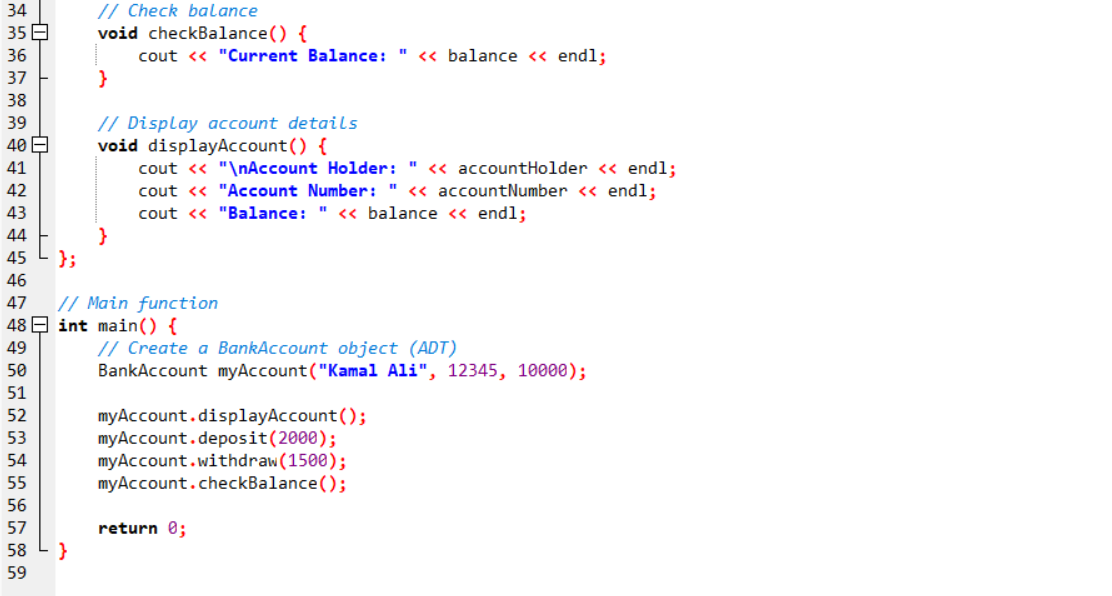 34 // Check balance
35 void checkBalance() {
36 cout << "Current Balance: " << balance << endl;
37 }
38
39 // Display account details
40 void displayAccount() {
41 cout << "\nAccount Holder: " << accountHolder << endl;
42 cout << "Account Number: " << accountNumber << endl;
43 cout << "Balance: " << balance << endl;
44 }
45 };
46
47 // Main function
48 int main() {
49 // Create a BankAccount object (ADT)
50 BankAccount myAccount("Kamal Ali", 12345, 10000);
51
52 myAccount.displayAccount();
53 myAccount.deposit(2000);
54 myAccount.withdraw(1500);
55 myAccount.checkBalance();
56
57 return 0;
58 }
59